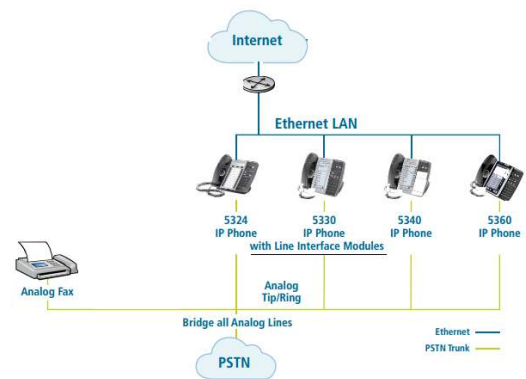 Internet
Ethernet LAN
5324
IP Phone
5330
IP Phone
5340
IP Phone
5360
IP Phone
with Line Interface Modules
Analog Fax
Analog
Tip/Ring
Bridge all Analog Lines
PSTN
Ethernet
PSTN Trunk